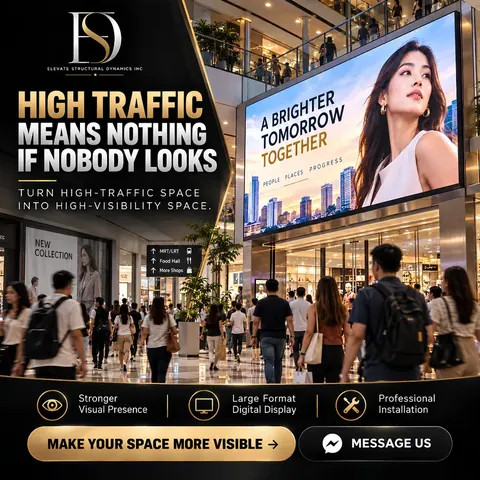 ESD
ELEVATE STRUCTURAL DYNAMICS INC
HIGH TRAFFIC
MEANS NOTHING
IF NOBODY LOOKS
TURN HIGH-TRAFFIC SPACE
INTO HIGH-VISIBILITY SPACE.
A BRIGHTER
TOMORROW
TOGETHER
PEOPLE PLACES PROGRESS
NEW
COLLECTION
↑ MRT/LRT
↑ Food Hall
↑ More Shops
Stronger
Visual Presence
Large Format
Digital Display
Professional
Installation
MAKE YOUR SPACE MORE VISIBLE →
MESSAGE US